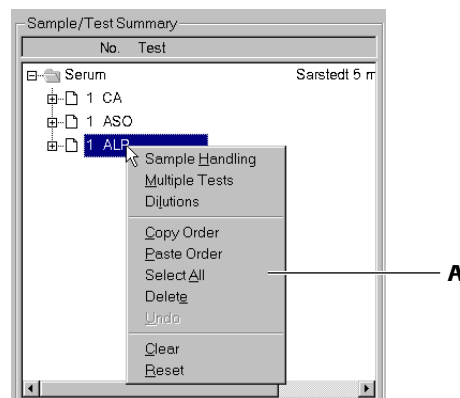 Sample/Test Summary
No. Test
Serum Sarstedt 5 m
1 CA
1 ASO
1 ALP
Sample Handling
Multiple Tests
Dilutions
Copy Order
Paste Order
Select All A
Delete
Undo
Clear
Reset